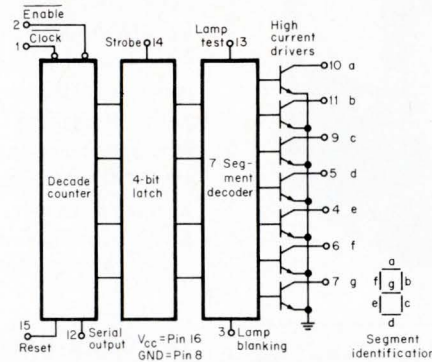 Enable
2
Clock
1
Strobe 14
Lamp
test 13
High
current
drivers
10 a
11 b
9 c
5 d
4 e
6 f
7 g
Decade
counter
4-bit
latch
7 Seg-
ment
decoder
15
Reset
12 Serial
output
Vcc=Pin 16
GND=Pin 8
3 Lamp
blanking
a
f g b
e c
d
Segment
identification